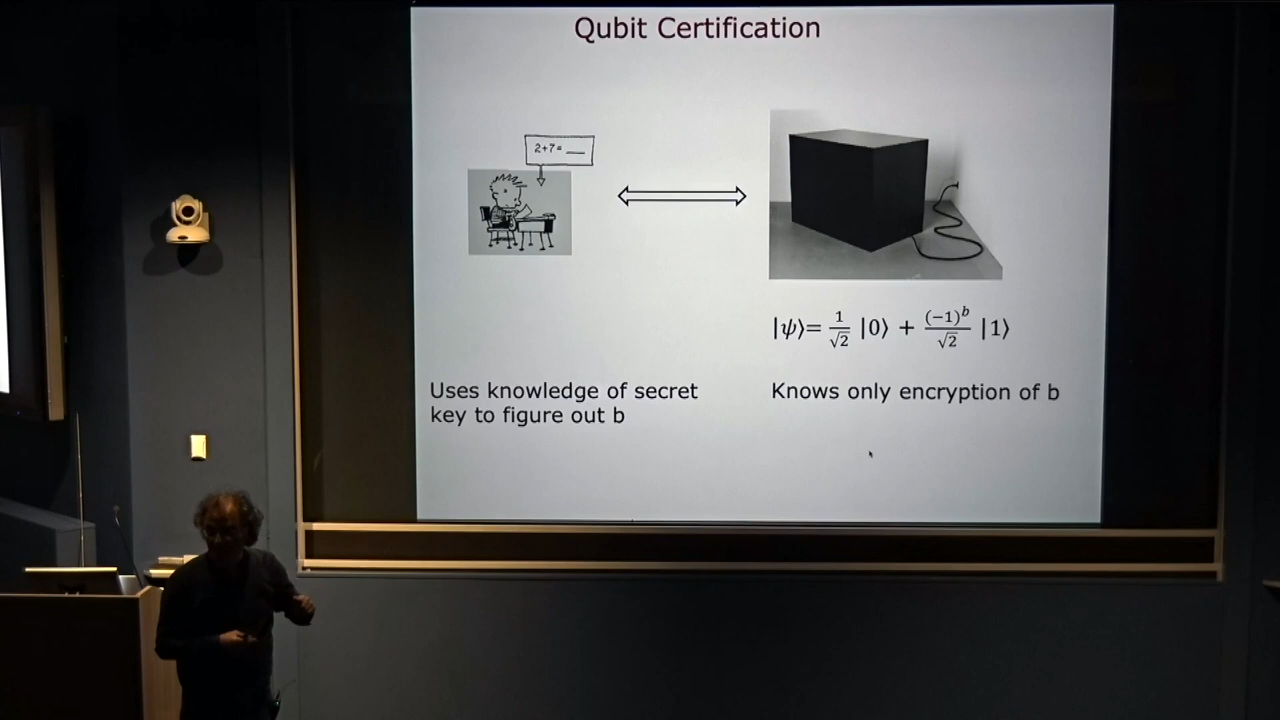 Qubit Certification
2+7= __
|ψ⟩= 1/√2 |0⟩ + (-1)^b/√2 |1⟩
Uses knowledge of secret
key to figure out b
Knows only encryption of b